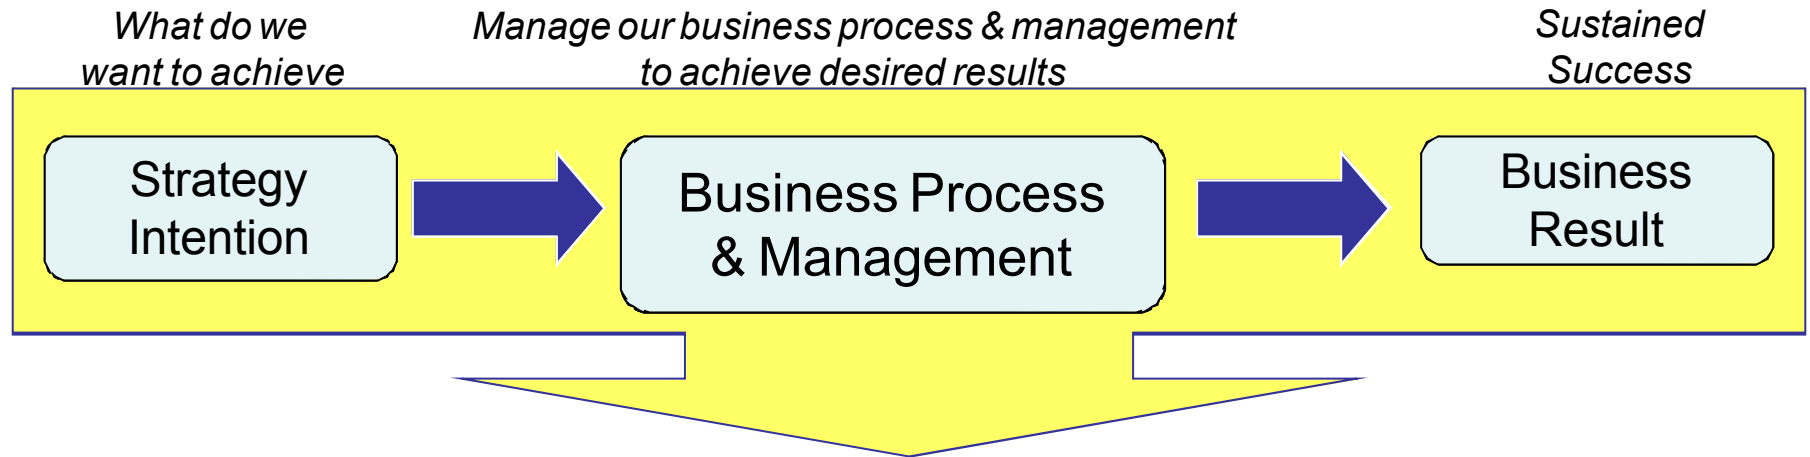 What do we
want to achieve
Manage our business process & management
to achieve desired results
Sustained
Success
Strategy
Intention
Business Process
& Management
Business
Result